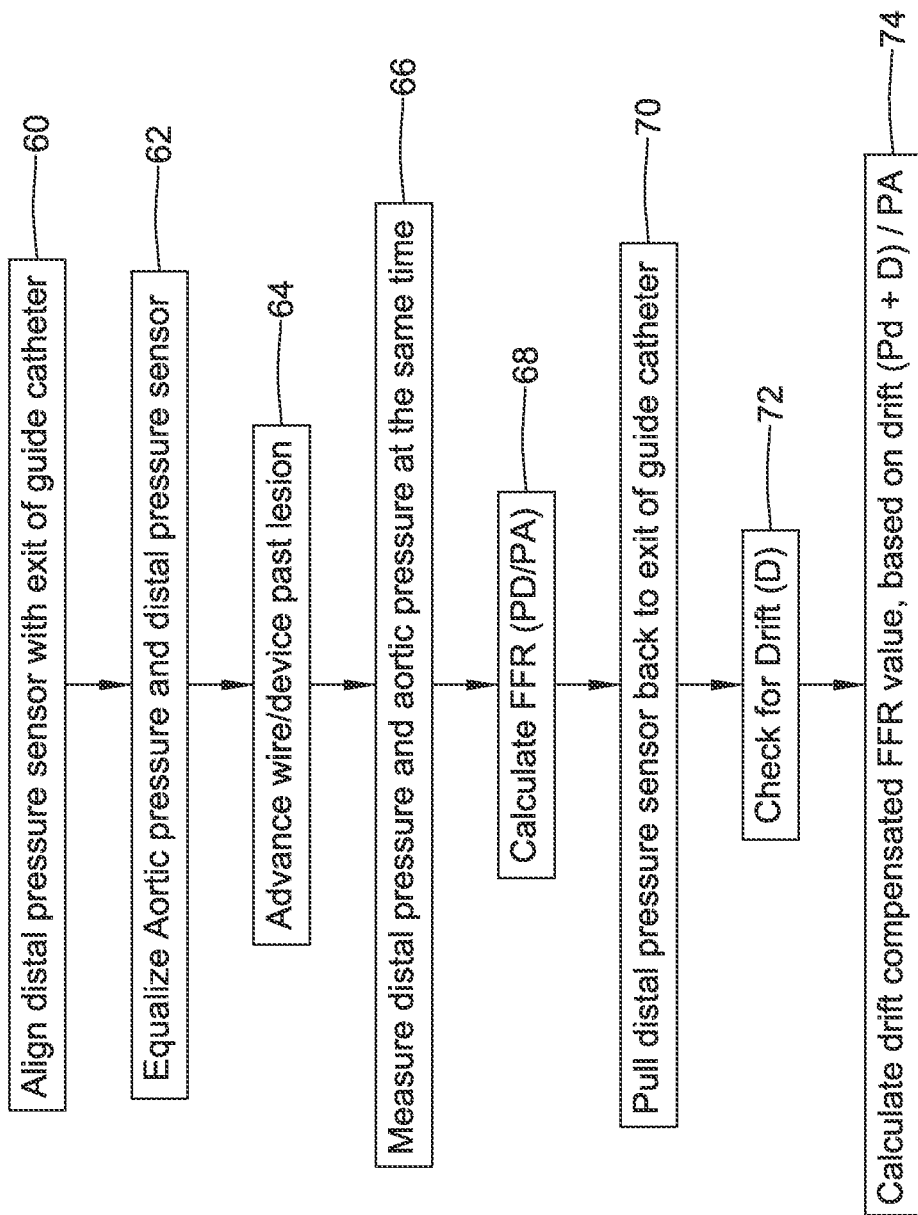 Align distal pressure sensor with exit of guide catheter
60
Equalize Aortic pressure and distal pressure sensor
62
Advance wire/device past lesion
64
Measure distal pressure and aortic pressure at the same time
66
Calculate FFR (PD/PA)
68
Pull distal pressure sensor back to exit of guide catheter
70
Check for Drift (D)
72
Calculate drift compensated FFR value, based on drift (Pd + D) / PA
74